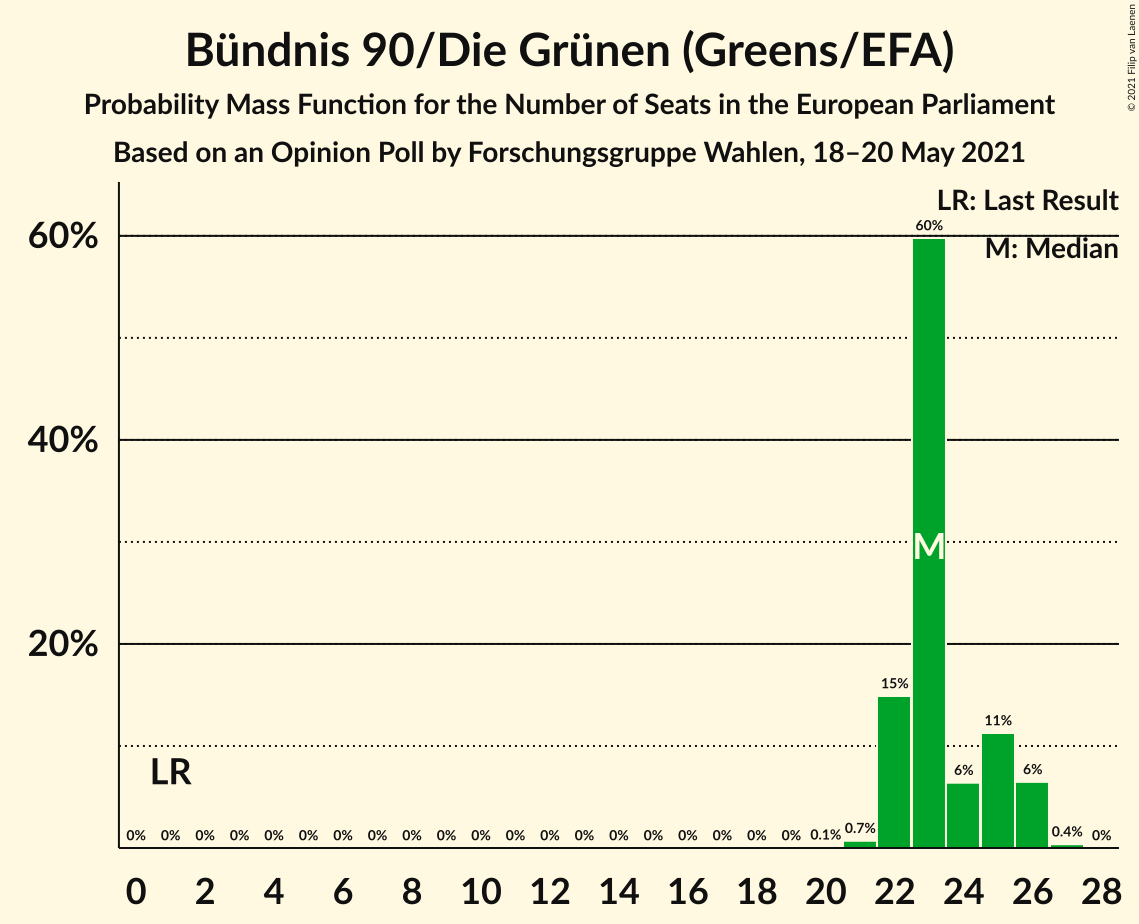 Bündnis 90/Die Grünen (Greens/EFA)
Probability Mass Function for the Number of Seats in the European Parliament
Based on an Opinion Poll by Forschungsgruppe Wahlen, 18–20 May 2021
© 2021 Filip van Laenen
LR: Last Result
M: Median
60%
40%
20%
60%
M
15%
11%
6%
6%
LR
0% 0% 0% 0% 0% 0% 0% 0% 0% 0% 0% 0% 0% 0% 0% 0% 0% 0% 0% 0% 0.1% 0.7% 0.4% 0%
0 2 4 6 8 10 12 14 16 18 20 22 24 26 28